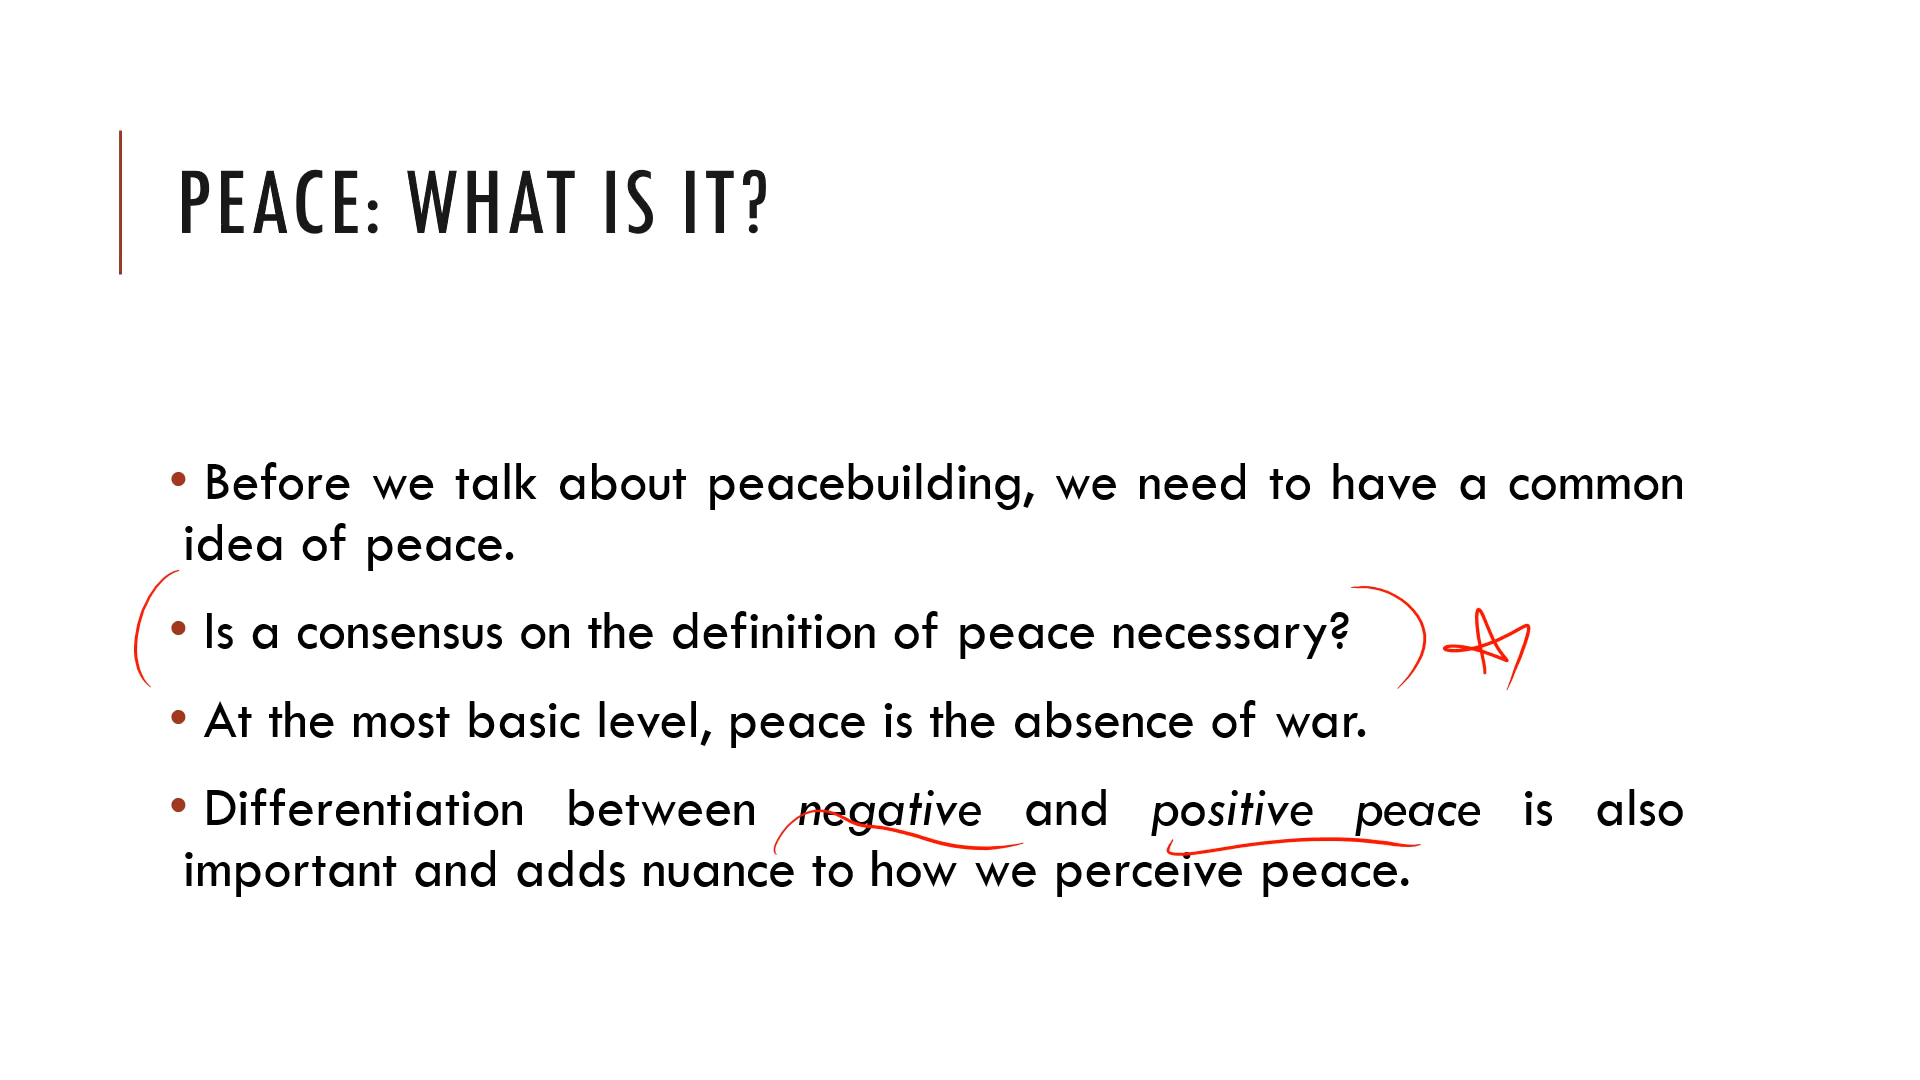 PEACE: WHAT IS IT?
• Before we talk about peacebuilding, we need to have a common
idea of peace.
• Is a consensus on the definition of peace necessary?
• At the most basic level, peace is the absence of war.
• Differentiation between negative and positive peace is also
important and adds nuance to how we perceive peace.